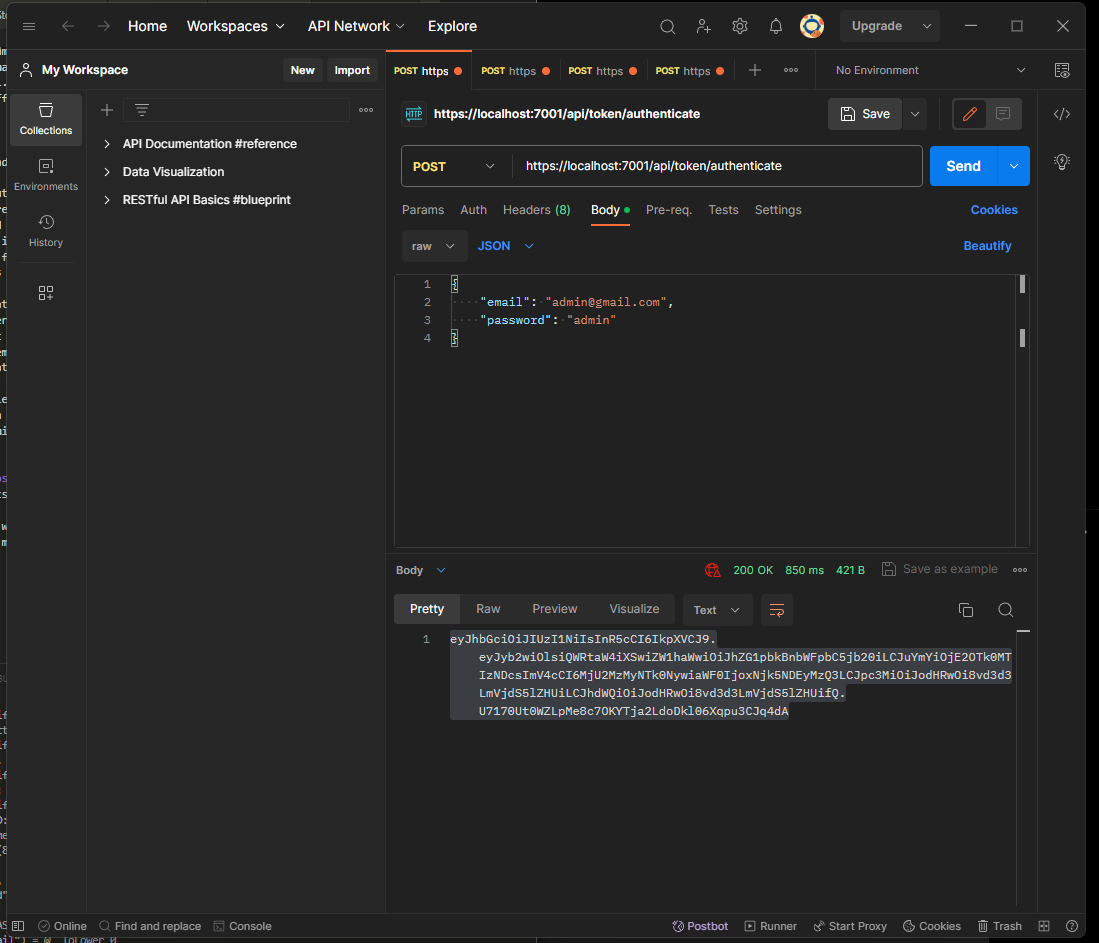 Home Workspaces API Network Explore Upgrade
My Workspace New Import POST https POST https POST https POST https No Environment
Collections
Environments
History
API Documentation #reference
Data Visualization
RESTful API Basics #blueprint
HTTP https://localhost:7001/api/token/authenticate Save
POST https://localhost:7001/api/token/authenticate Send
Params Auth Headers (8) Body Pre-req. Tests Settings Cookies
raw JSON Beautify
1 {
2 "email": "admin@gmail.com",
3 "password": "admin"
4 }
Body 200 OK 850 ms 421 B Save as example
Pretty Raw Preview Visualize Text
1 eyJhbGciOiJIUzI1NiIsInR5cCI6IkpXVCJ9.
eyJyb2wiOlsiQWRtaW4iXSwiZW1haWwiOiJhZG1pbkBnbWFpbC5jb20iLCJuYmYiOjE2OTk0MT
IzNDcsImV4cCI6MjU2MzMyNTk0NywiaWF0IjoxNjk5NDEyMzQ3LCJpc3MiOiJodHRwOi8vd3d3
LmVjdS5lZHUiLCJhdWQiOiJodHRwOi8vd3d3LmVjdS5lZHUifQ.
U7170Ut0WZLpMe8c7OKYTja2LdoDkl06Xqpu3CJq4dA
Online Find and replace Console Postbot Runner Start Proxy Cookies Trash